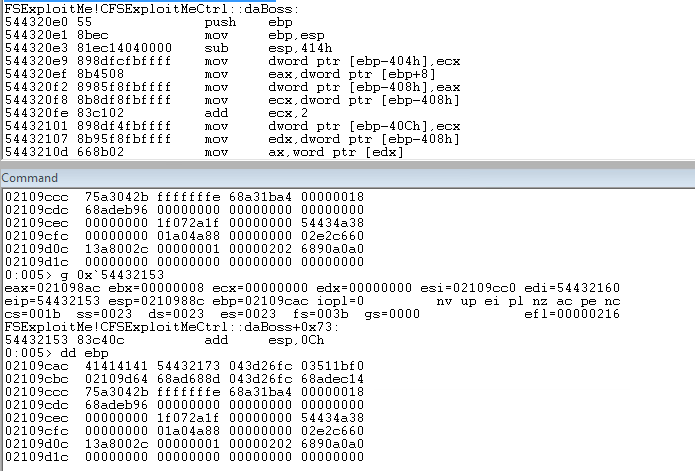 FSExploitMe!CFSExploitMeCtrl::daBoss:
544320e0 55 push ebp
544320e1 8bec mov ebp,esp
544320e3 81ec14040000 sub esp,414h
544320e9 898dfcfbffff mov dword ptr [ebp-404h],ecx
544320ef 8b4508 mov eax,dword ptr [ebp+8]
544320f2 8985f8fbffff mov dword ptr [ebp-408h],eax
544320f8 8b8df8fbffff mov ecx,dword ptr [ebp-408h]
544320fe 83c102 add ecx,2
54432101 898df4fbffff mov dword ptr [ebp-40Ch],ecx
54432107 8b95f8fbffff mov edx,dword ptr [ebp-408h]
5443210d 668b02 mov ax,word ptr [edx]
Command
02109ccc 75a3042b fffffffe 68a31ba4 00000018
02109cdc 68adeb96 00000000 00000000 00000000
02109cec 00000000 1f072a1f 00000000 54434a38
02109cfc 00000000 01a04a88 00000000 02e2c660
02109d0c 13a8002c 00000001 00000202 6890a0a0
02109d1c 00000000 00000000 00000000 00000000
0:005> g 0x`54432153
eax=021098ac ebx=00000008 ecx=00000000 edx=00000000 esi=02109cc0 edi=54432160
eip=54432153 esp=0210988c ebp=02109cac iopl=0 nv up ei pl nz ac pe nc
cs=001b ss=0023 ds=0023 es=0023 fs=003b gs=0000 efl=00000216
FSExploitMe!CFSExploitMeCtrl::daBoss+0x73:
54432153 83c40c add esp,0Ch
0:005> dd ebp
02109cac 41414141 54432173 043d26fc 03511bf0
02109cbc 02109d64 68ad688d 043d26fc 68adec14
02109ccc 75a3042b fffffffe 68a31ba4 00000018
02109cdc 68adeb96 00000000 00000000 00000000
02109cec 00000000 1f072a1f 00000000 54434a38
02109cfc 00000000 01a04a88 00000000 02e2c660
02109d0c 13a8002c 00000001 00000202 6890a0a0
02109d1c 00000000 00000000 00000000 00000000